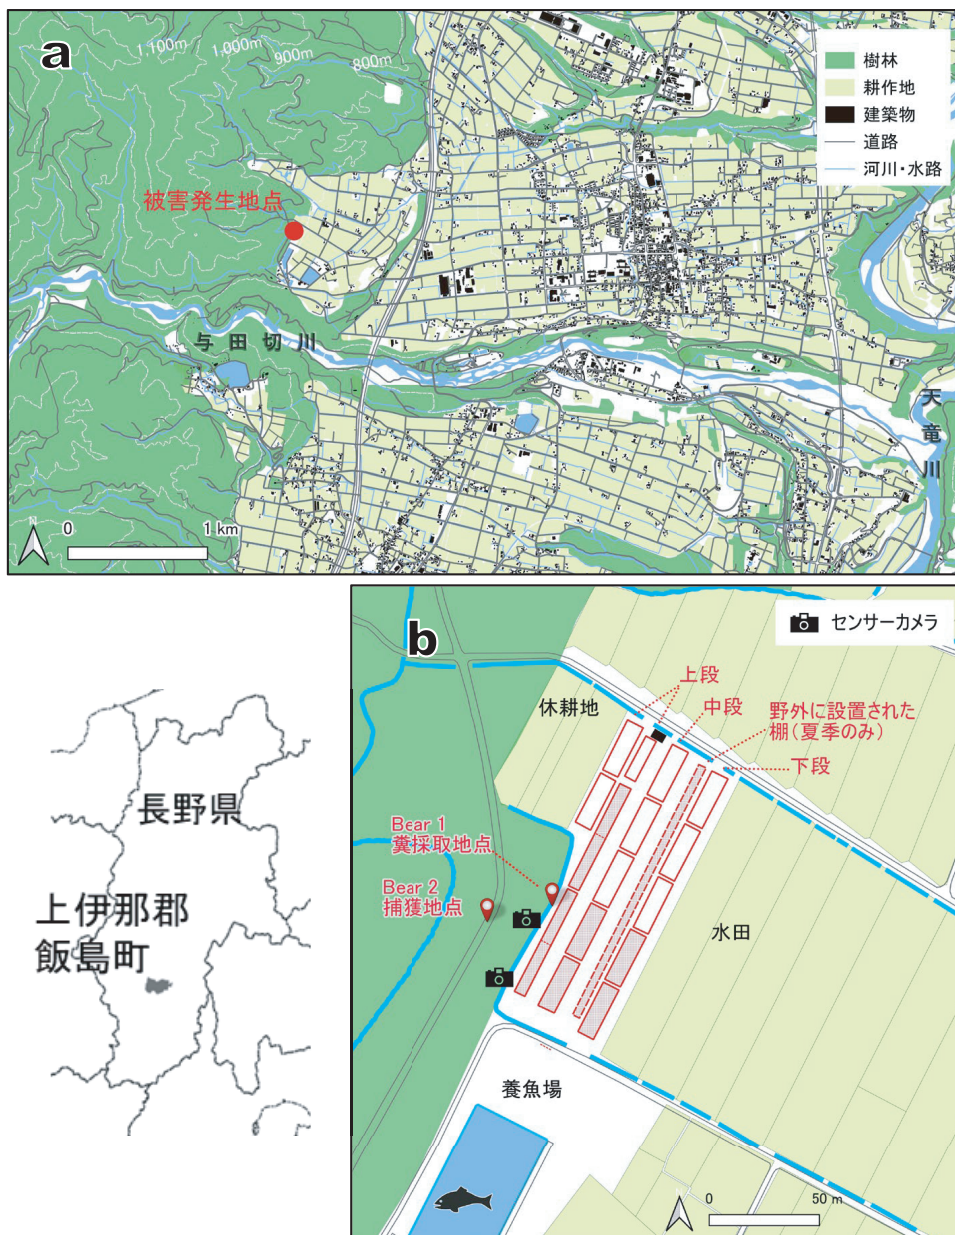 a
1,100m
1,000m
900m
800m
樹林
耕作地
建築物
道路
河川・水路
被害発生地点
与田切川
天竜川
N
0
1 km
b
センサーカメラ
上段
休耕地
中段
野外に設置された
棚(夏季のみ)
下段
Bear 1
糞採取地点
Bear 2
捕獲地点
水田
養魚場
0
50 m
長野県
上伊那郡
飯島町